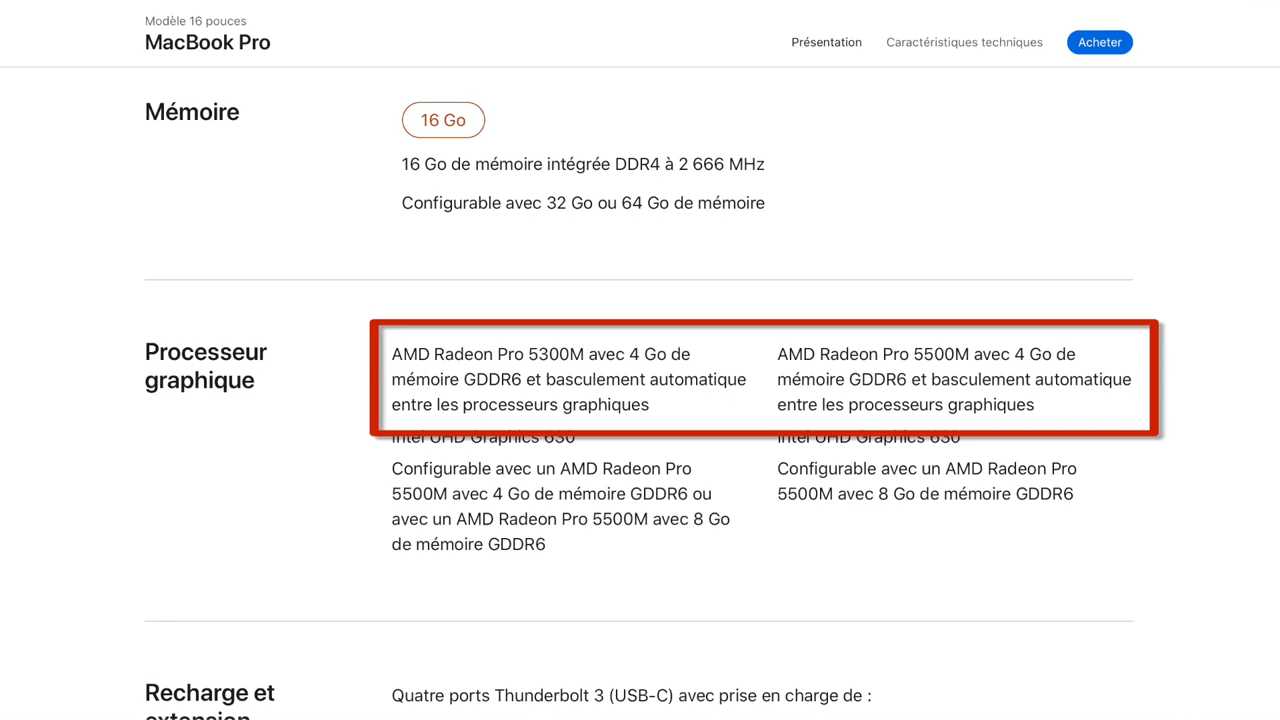 Modèle 16 pouces
MacBook Pro
Présentation
Caractéristiques techniques
Acheter
Mémoire
16 Go
16 Go de mémoire intégrée DDR4 à 2 666 MHz
Configurable avec 32 Go ou 64 Go de mémoire
Processeur
graphique
AMD Radeon Pro 5300M avec 4 Go de
mémoire GDDR6 et basculement automatique
entre les processeurs graphiques
Intel UHD Graphics 630
Configurable avec un AMD Radeon Pro
5500M avec 4 Go de mémoire GDDR6 ou
avec un AMD Radeon Pro 5500M avec 8 Go
de mémoire GDDR6
AMD Radeon Pro 5500M avec 4 Go de
mémoire GDDR6 et basculement automatique
entre les processeurs graphiques
Intel UHD Graphics 630
Configurable avec un AMD Radeon Pro
5500M avec 8 Go de mémoire GDDR6
Recharge et
extension
Quatre ports Thunderbolt 3 (USB-C) avec prise en charge de :